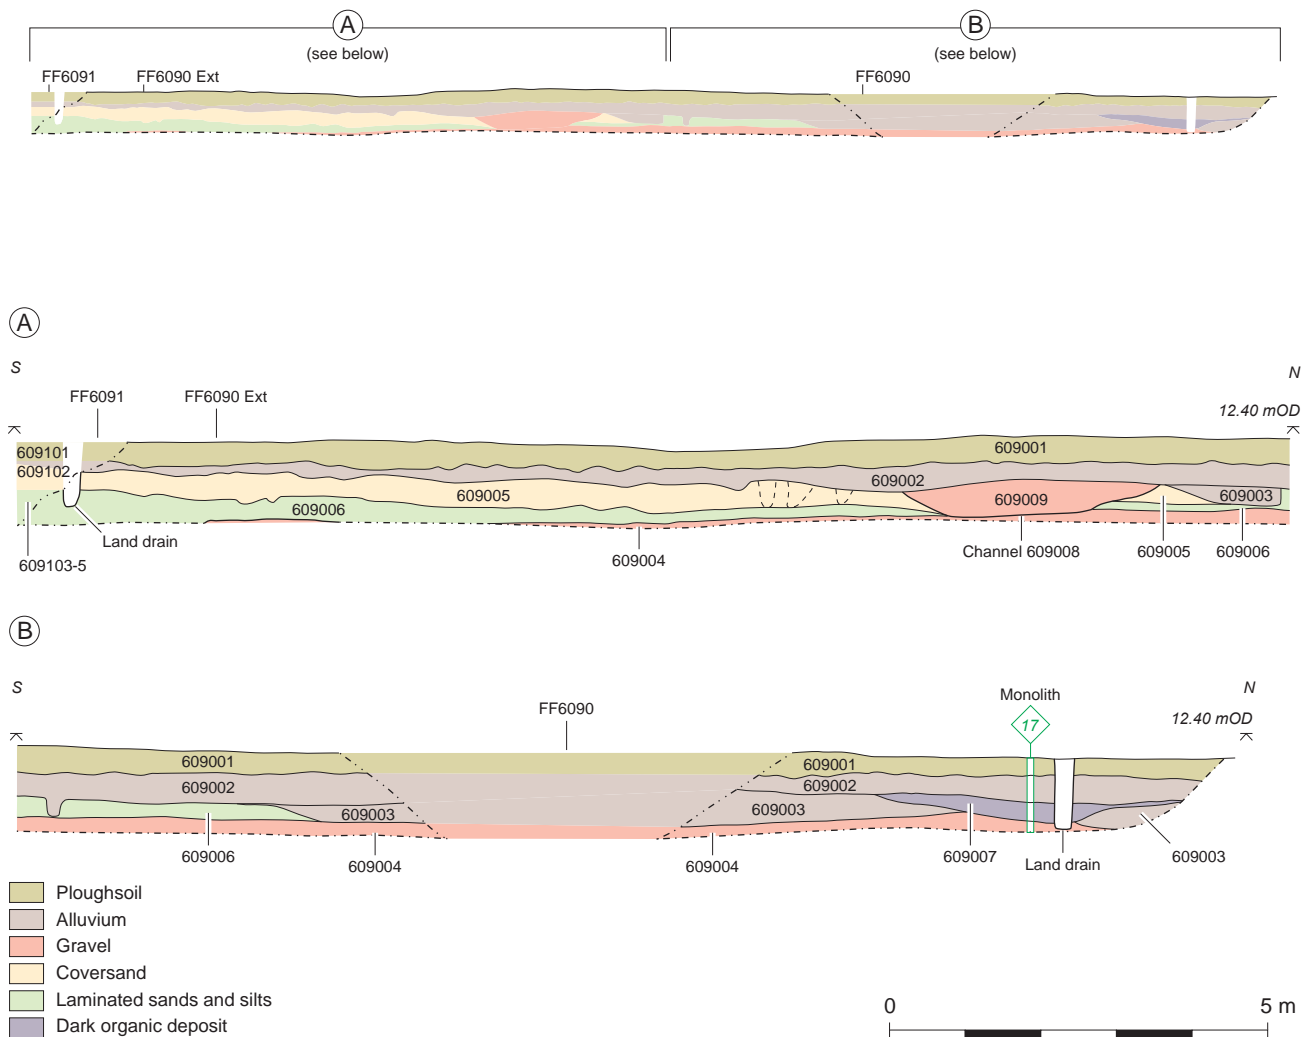 A B
(see below) (see below)
FF6091 FF6090 Ext FF6090
A
S N
FF6091 FF6090 Ext
12.40 mOD
609101 609001
609102
609002
609005 609009 609003
609006
Land drain
609103-5 609004 Channel 609008 609005 609006
B
S N
Monolith
FF6090
17 12.40 mOD
609001 609001
609002 609002
609003 609003
609006 609004 609004 609007 Land drain 609003
Ploughsoil
Alluvium
Gravel
Coversand
Laminated sands and silts
Dark organic deposit
0 5 m